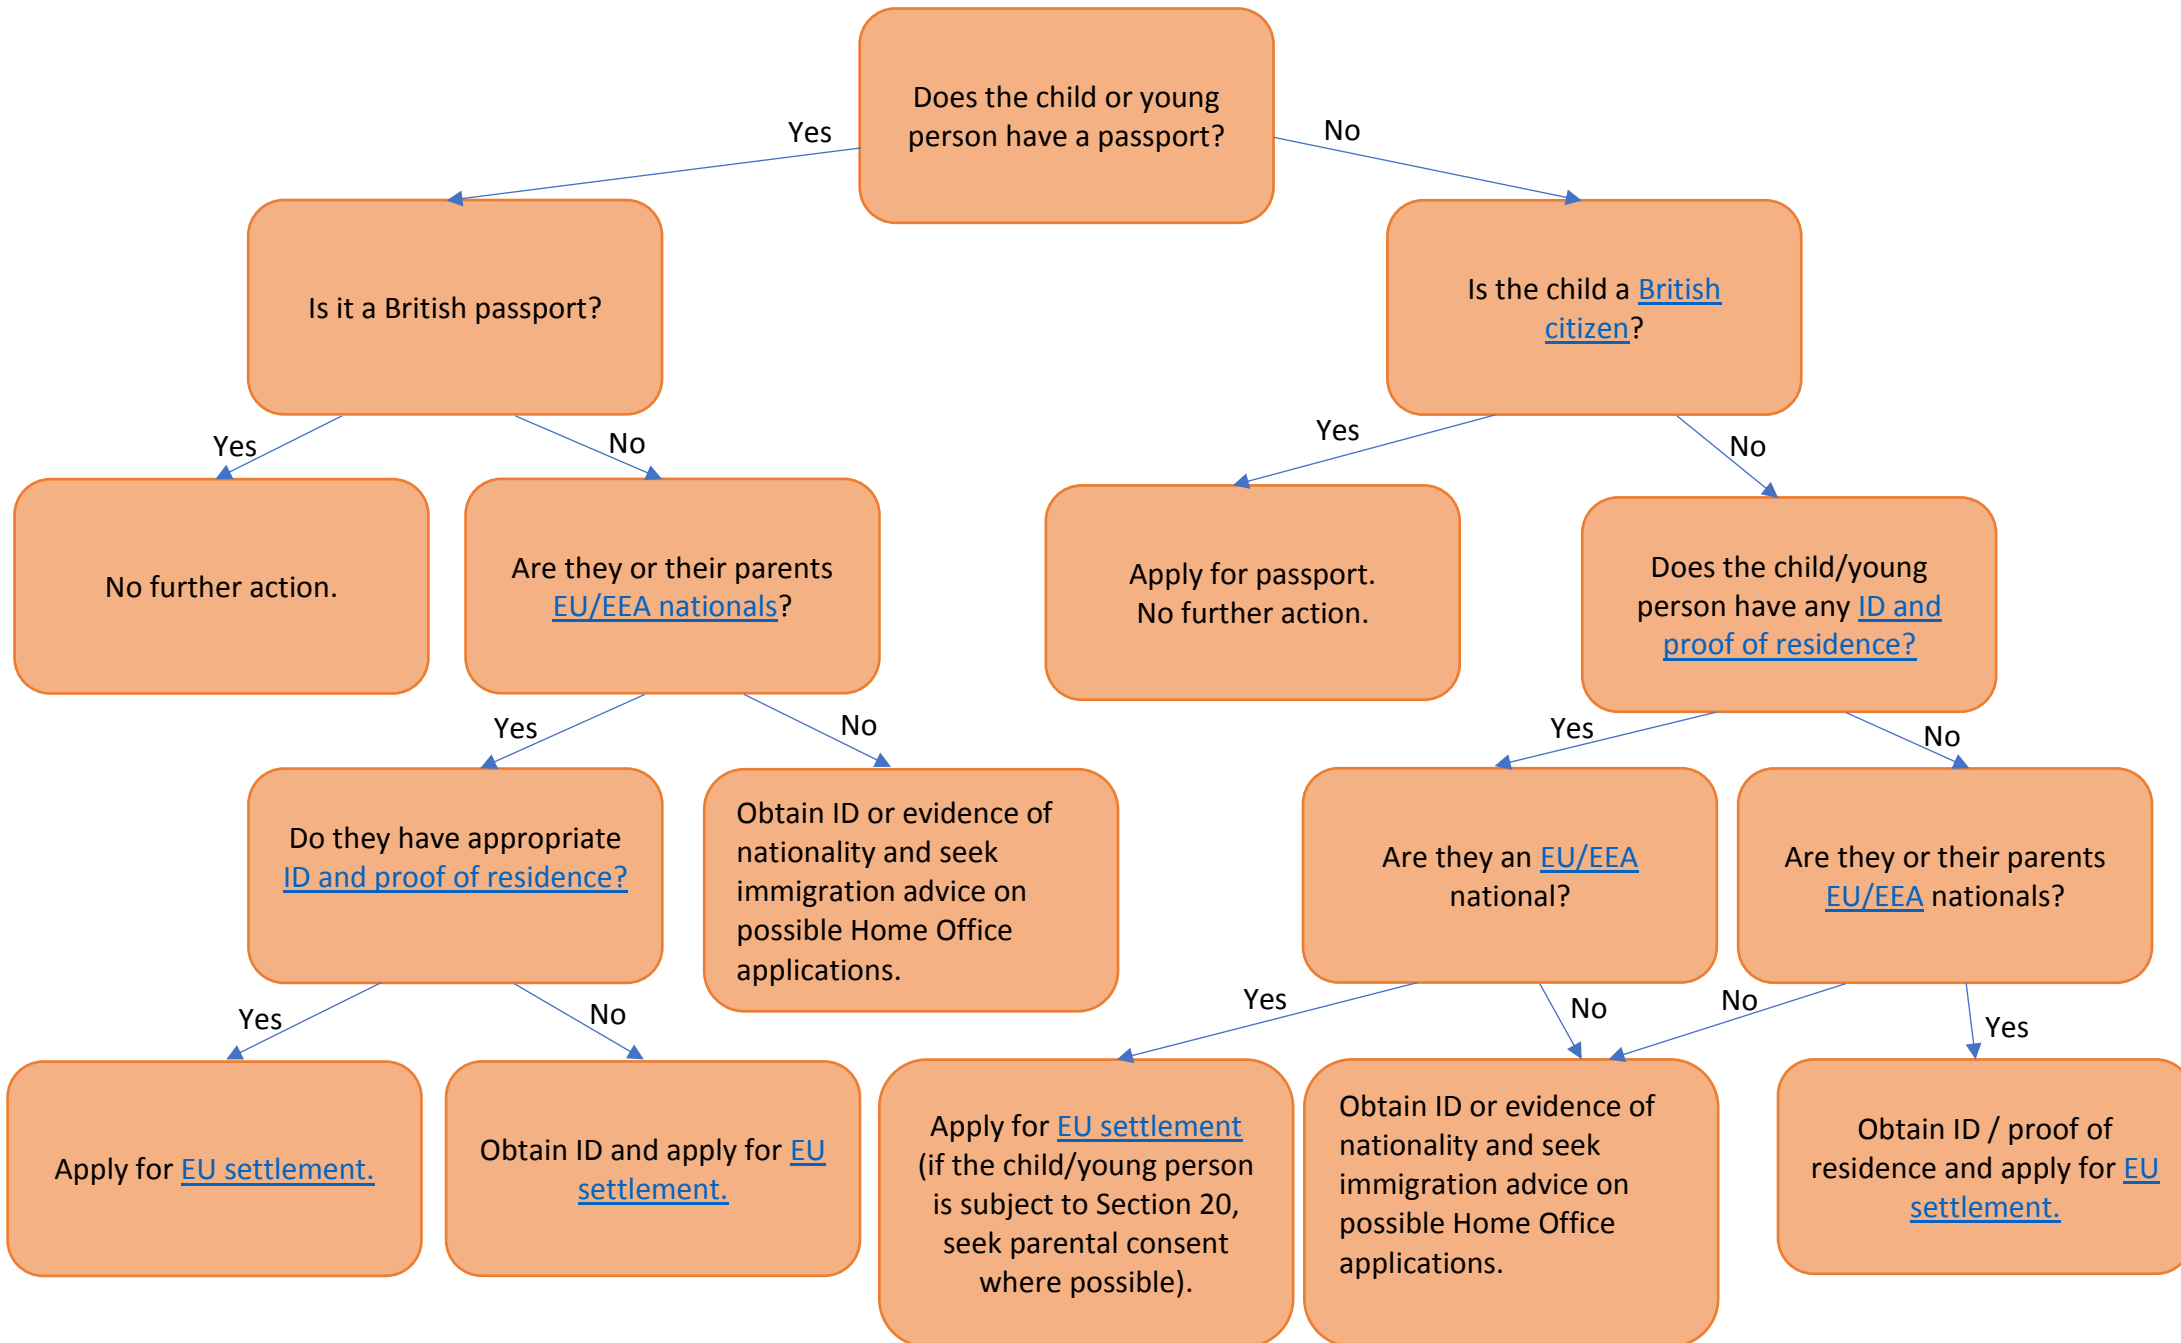 Does the child or young
person have a passport?
Yes
No
Is it a British passport?
Is the child a British
citizen?
Yes
No
Yes
No
No further action.
Are they or their parents
EU/EEA nationals?
Apply for passport.
No further action.
Does the child/young
person have any ID and
proof of residence?
Yes
No
Yes
No
Do they have appropriate
ID and proof of residence?
Obtain ID or evidence of
nationality and seek
immigration advice on
possible Home Office
applications.
Are they an EU/EEA
national?
Are they or their parents
EU/EEA nationals?
Yes
No
Yes
No
No
Yes
Apply for EU settlement.
Obtain ID and apply for EU
settlement.
Apply for EU settlement
(if the child/young person
is subject to Section 20,
seek parental consent
where possible).
Obtain ID or evidence of
nationality and seek
immigration advice on
possible Home Office
applications.
Obtain ID / proof of
residence and apply for EU
settlement.